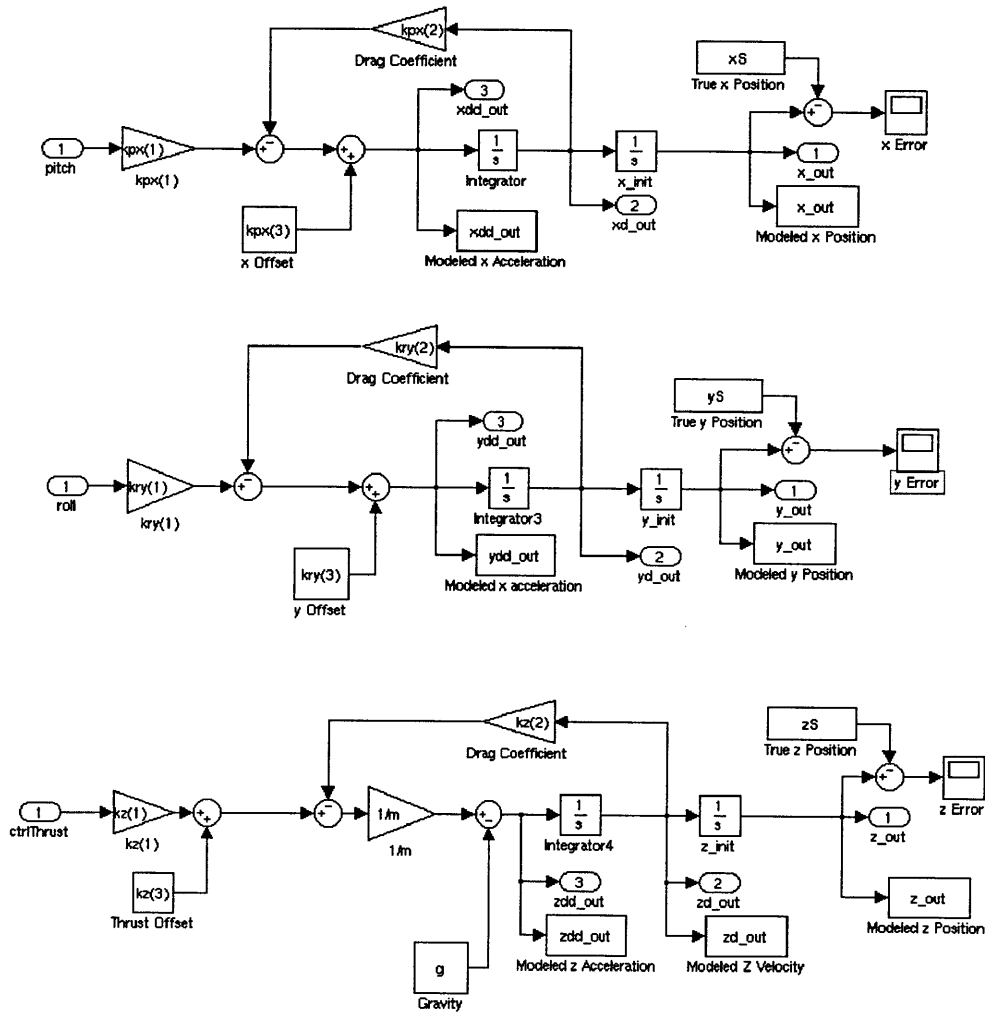 kpx(2)
Drag Coefficient
xS
True x Position
3
xdd_out
x Error
1
pitch
kpx(1)
kpx(1)
1
s
Integrator
1
s
x_init
1
x_out
kpx(3)
x Offset
xdd_out
Modeled x Acceleration
2
xd_out
x_out
Modeled x Position
kry(2)
Drag Coefficient
yS
True y Position
3
ydd_out
y Error
1
roll
kry(1)
kry(1)
1
s
Integrator3
1
s
y_init
1
y_out
kry(3)
y Offset
ydd_out
Modeled x acceleration
2
yd_out
y_out
Modeled y Position
kz(2)
Drag Coefficient
zS
True z Position
z Error
1
ctrlThrust
kz(1)
kz(1)
1/m
1/m
1
s
Integrator4
1
s
z_init
1
z_out
kz(3)
Thrust Offset
3
zdd_out
2
zd_out
z_out
Modeled z Position
g
Gravity
zdd_out
Modeled z Acceleration
zd_out
Modeled Z Velocity